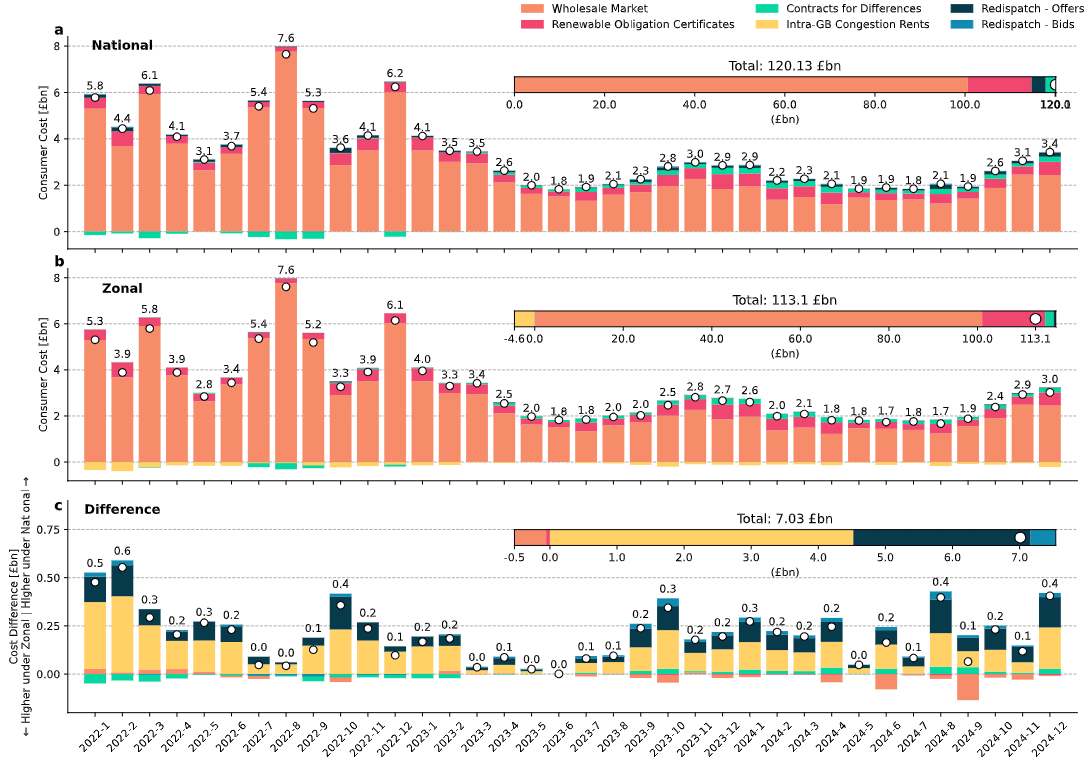 Wholesale Market
Renewable Obligation Certificates
Contracts for Differences
Intra-GB Congestion Rents
Redispatch - Offers
Redispatch - Bids
a
National
Consumer Cost [£bn]
8
6
4
2
0
5.8 4.4 6.1 4.1 3.1 3.7 5.4 7.6 5.3 3.6 4.1 6.2 4.1 3.5 3.5 2.6 2.0 1.8 1.9 2.1 2.3 2.8 3.0 2.9 2.9 2.2 2.3 2.1 1.9 1.9 1.8 2.1 1.9 2.6 3.1 3.4
Total: 120.13 £bn
0.0 20.0 40.0 60.0 80.0 100.0 120.0 120.1
(£bn)
b
Zonal
Consumer Cost [£bn]
8
6
4
2
0
5.3 3.9 5.8 3.9 2.8 3.4 5.4 7.6 5.2 3.3 3.9 6.1 4.0 3.3 3.4 2.5 2.0 1.8 1.8 2.0 2.0 2.5 2.8 2.7 2.6 2.0 2.1 1.8 1.8 1.7 1.8 1.7 1.9 2.4 2.9 3.0
Total: 113.1 £bn
-4.6 0.0 20.0 40.0 60.0 80.0 100.0 113.1
(£bn)
c
Difference
Cost Difference [£bn]
← Higher under Zonal | Higher under National →
0.75
0.50
0.25
0.00
0.5 0.6 0.3 0.2 0.3 0.2 0.0 0.0 0.1 0.4 0.2 0.1 0.2 0.2 0.0 0.1 0.0 0.0 0.1 0.1 0.2 0.3 0.2 0.2 0.3 0.2 0.2 0.2 0.0 0.2 0.1 0.4 0.1 0.2 0.1 0.4
Total: 7.03 £bn
-0.5 0.0 1.0 2.0 3.0 4.0 5.0 6.0 7.0
(£bn)
2022-1 2022-2 2022-3 2022-4 2022-5 2022-6 2022-7 2022-8 2022-9 2022-10 2022-11 2022-12 2023-1 2023-2 2023-3 2023-4 2023-5 2023-6 2023-7 2023-8 2023-9 2023-10 2023-11 2023-12 2024-1 2024-2 2024-3 2024-4 2024-5 2024-6 2024-7 2024-8 2024-9 2024-10 2024-11 2024-12